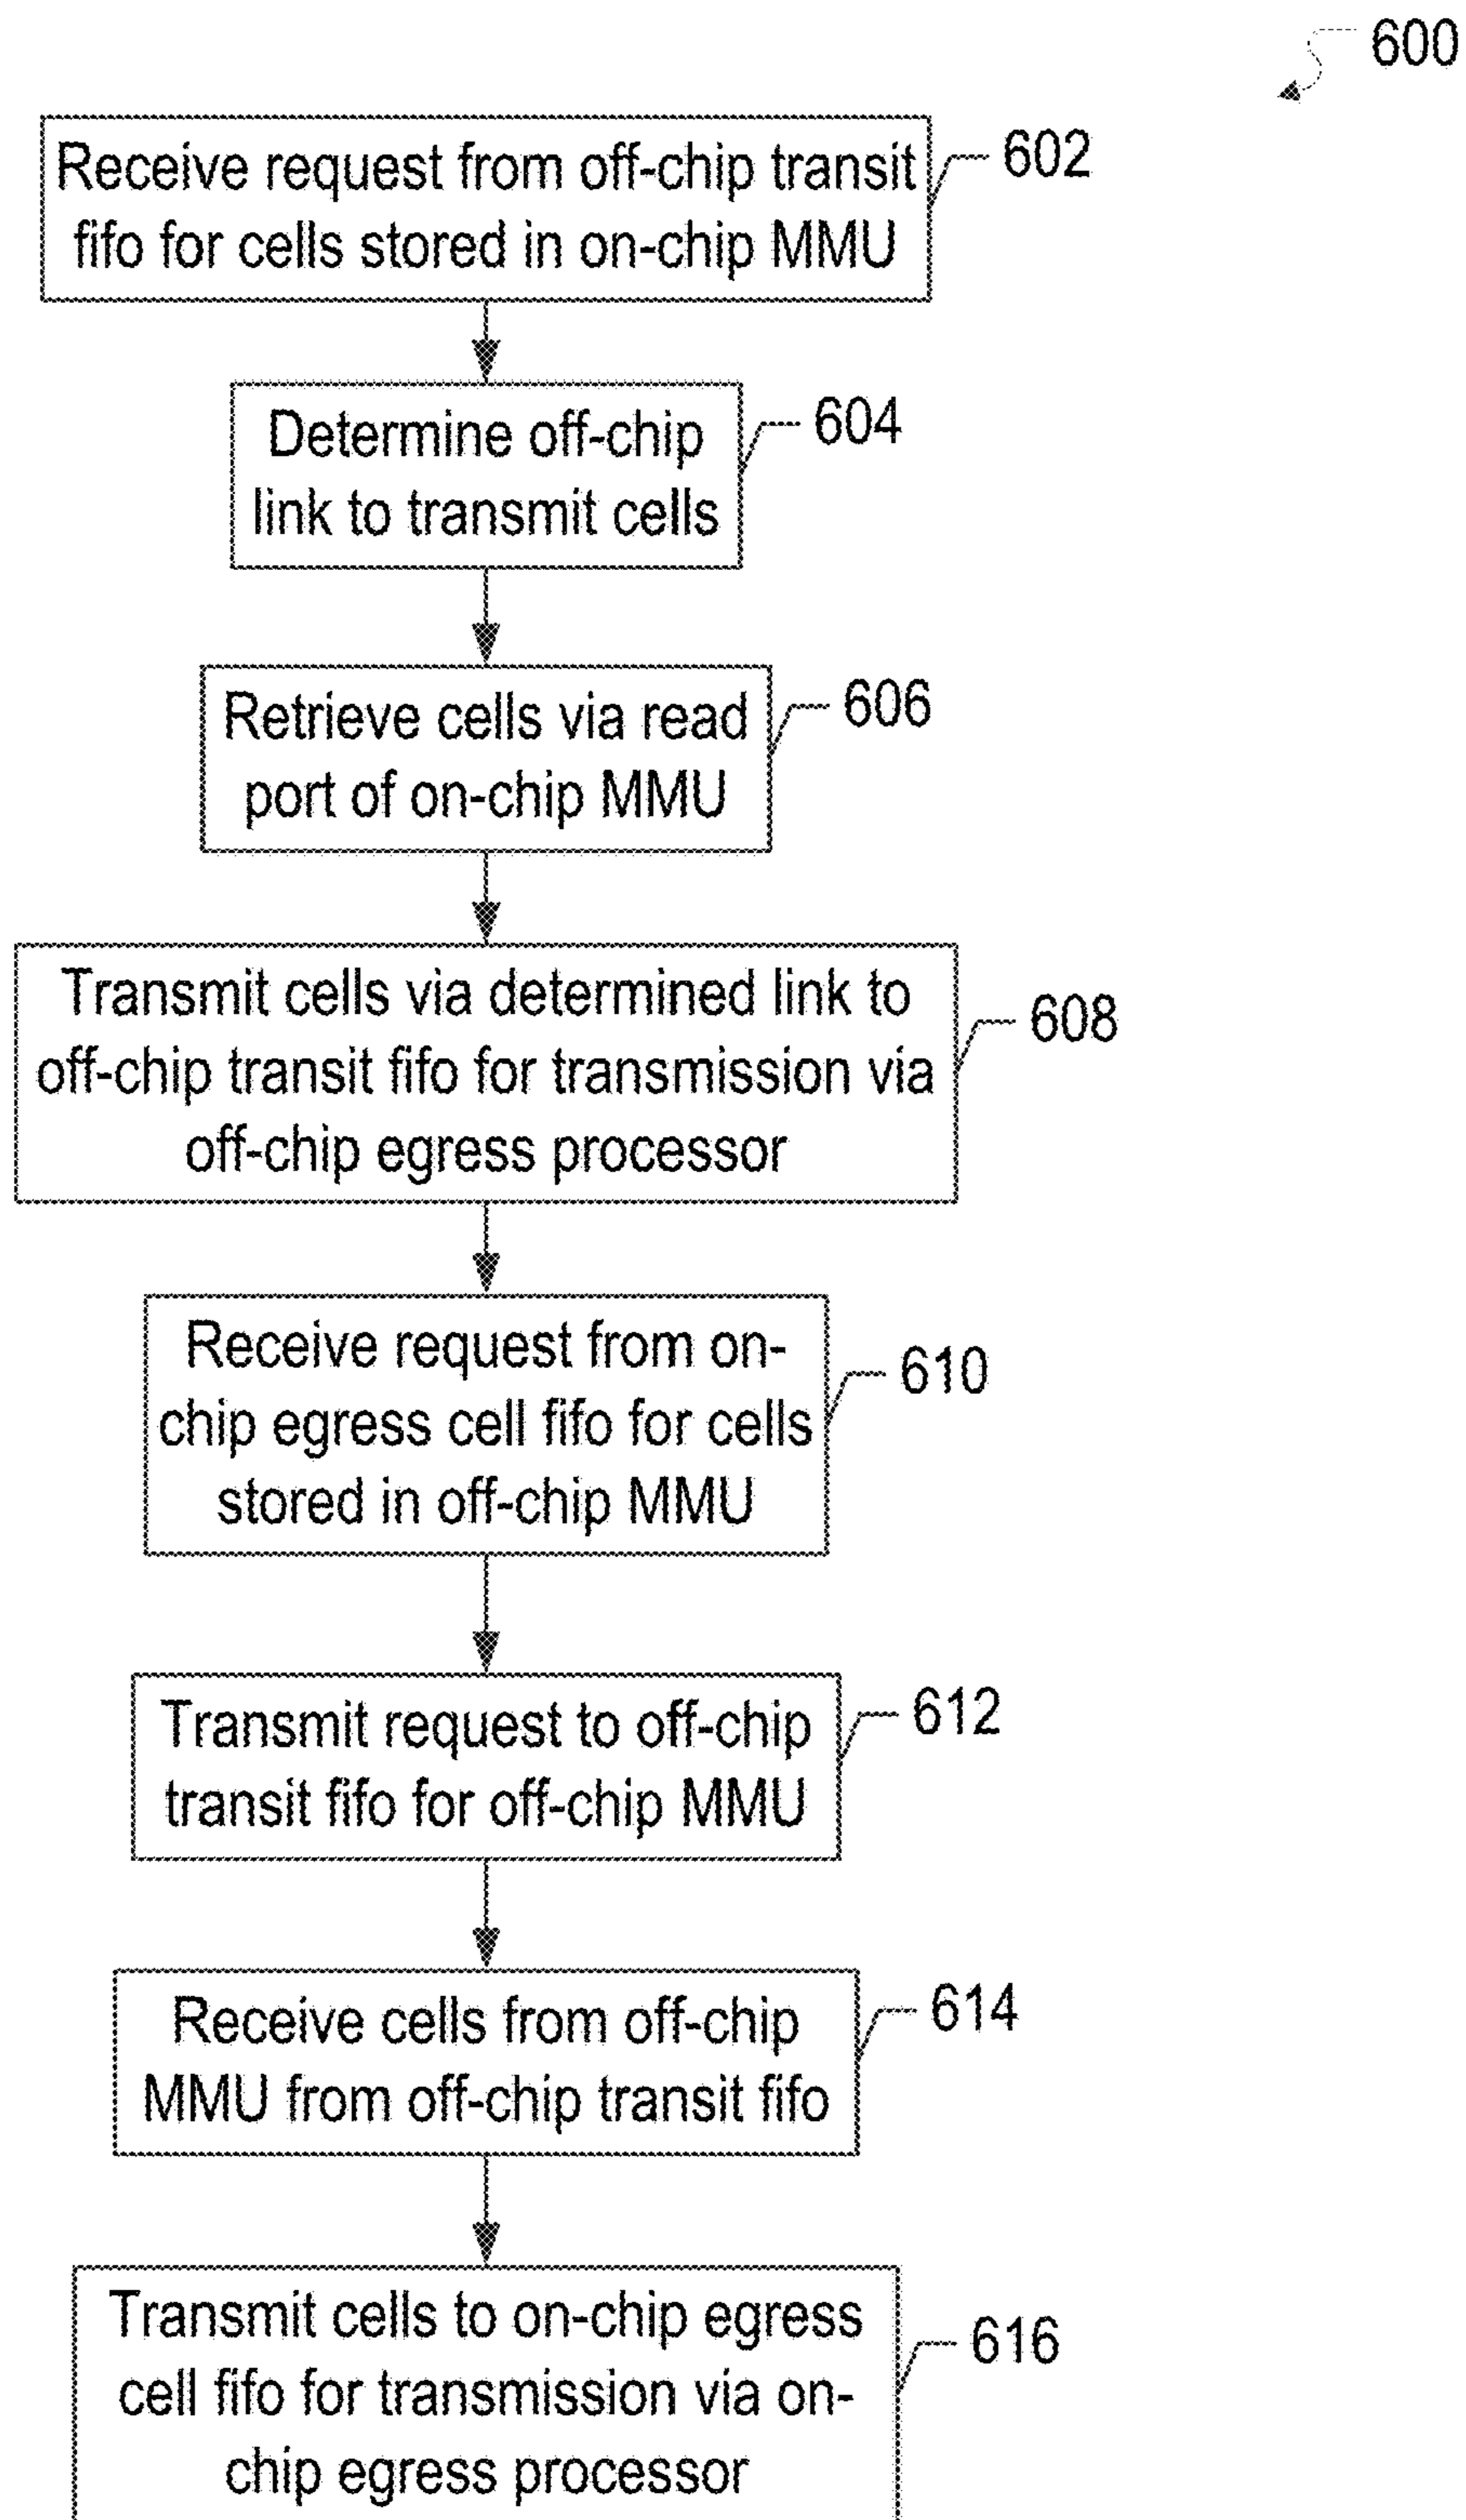 600
Receive request from off-chip transit
fifo for cells stored in on-chip MMU
602
Determine off-chip
link to transmit cells
604
Retrieve cells via read
port of on-chip MMU
606
Transmit cells via determined link to
off-chip transit fifo for transmission via
off-chip egress processor
608
Receive request from on-
chip egress cell fifo for cells
stored in off-chip MMU
610
Transmit request to off-chip
transit fifo for off-chip MMU
612
Receive cells from off-chip
MMU from off-chip transit fifo
614
Transmit cells to on-chip egress
cell fifo for transmission via on-
chip egress processor
616